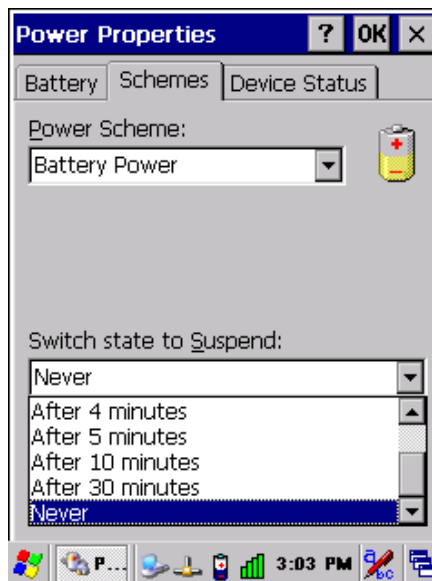 Power Properties ? OK ×
Battery Schemes Device Status
Power Scheme:
Battery Power
Switch state to Suspend:
Never
After 4 minutes
After 5 minutes
After 10 minutes
After 30 minutes
Never
P... 3:03 PM abc